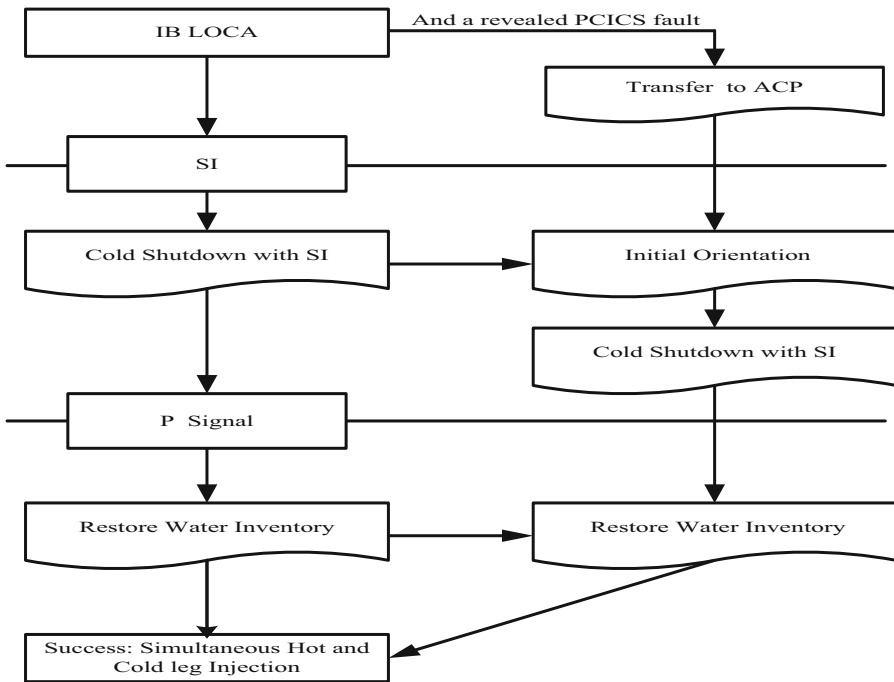 And a revealed PCICS fault
IB LOCA
Transfer to ACP
SI
Cold Shutdown with SI
Initial Orientation
Cold Shutdown with SI
P Signal
Restore Water Inventory
Restore Water Inventory
Success: Simultaneous Hot and
Cold leg Injection